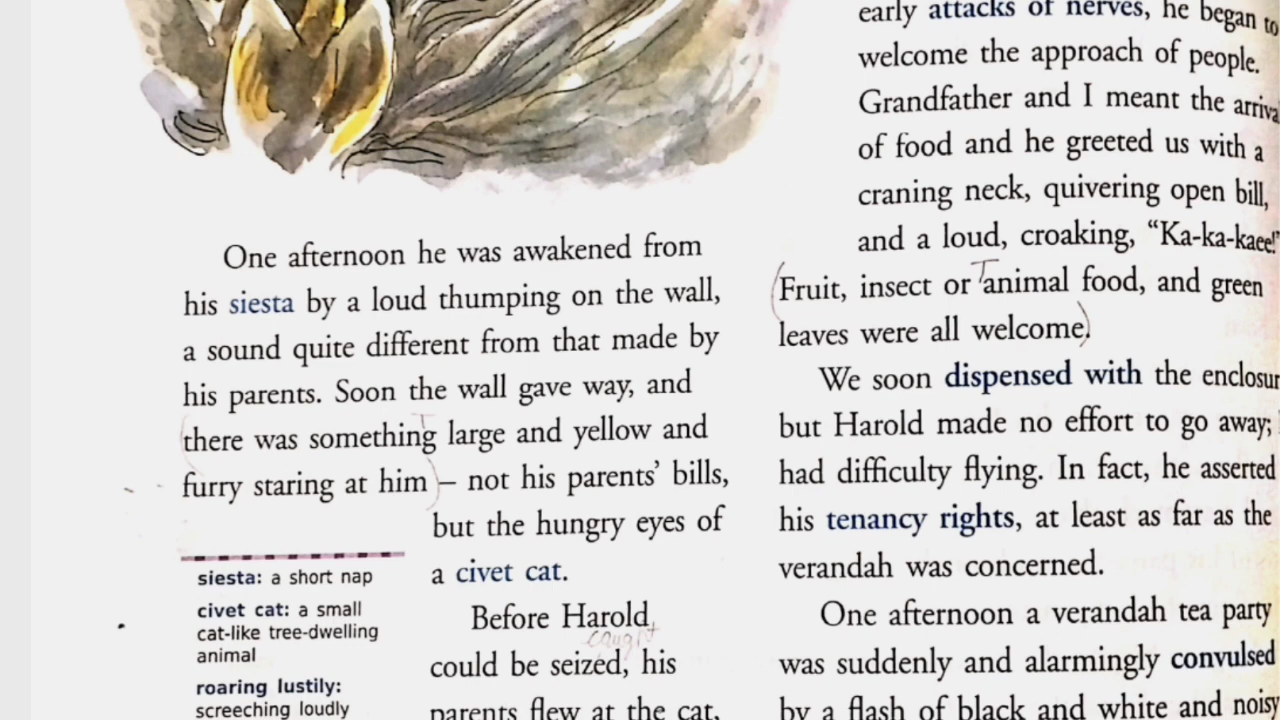 One afternoon he was awakened from
his siesta by a loud thumping on the wall,
a sound quite different from that made by
his parents. Soon the wall gave way, and
there was something large and yellow and
furry staring at him – not his parents’ bills,
but the hungry eyes of
a civet cat.
Before Harold
caught
could be seized, his
parents flew at the cat,
siesta: a short nap
civet cat: a small
cat-like tree-dwelling
animal
roaring lustily:
screeching loudly
early attacks of nerves, he began to
welcome the approach of people.
Grandfather and I meant the
of food and he greeted us with a
craning neck, quivering open bill,
and a loud, croaking, “Ka-ka-kaee!”
Fruit, insect or animal food, and green
leaves were all welcome.
We soon dispensed with the
but Harold made no effort to go away;
had difficulty flying. In fact, he asserted
his tenancy rights, at least as far as the
verandah was concerned.
One afternoon a verandah tea party
was suddenly and alarmingly convulsed
by a flash of black and white and noisy